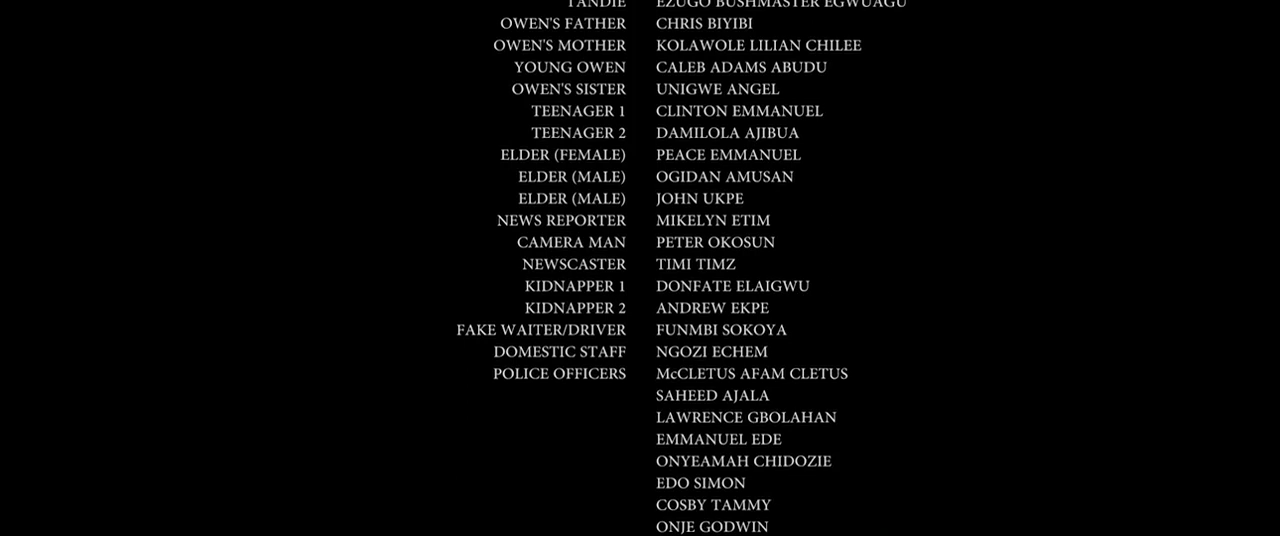 TANDIE EZUGO BUSHMASTER EGWUAGU
OWEN'S FATHER CHRIS BIYIBI
OWEN'S MOTHER KOLAWOLE LILIAN CHILEE
YOUNG OWEN CALEB ADAMS ABUDU
OWEN'S SISTER UNIGWE ANGEL
TEENAGER 1 CLINTON EMMANUEL
TEENAGER 2 DAMILOLA AJIBUA
ELDER (FEMALE) PEACE EMMANUEL
ELDER (MALE) OGIDAN AMUSAN
ELDER (MALE) JOHN UKPE
NEWS REPORTER MIKELYN ETIM
CAMERA MAN PETER OKOSUN
NEWSCASTER TIMI TIMZ
KIDNAPPER 1 DONFATE ELAIGWU
KIDNAPPER 2 ANDREW EKPE
FAKE WAITER/DRIVER FUNMBI SOKOYA
DOMESTIC STAFF NGOZI ECHEM
POLICE OFFICERS McCLETUS AFAM CLETUS
SAHEED AJALA
LAWRENCE GBOLAHAN
EMMANUEL EDE
ONYEAMAH CHIDOZIE
EDO SIMON
COSBY TAMMY
ONJE GODWIN